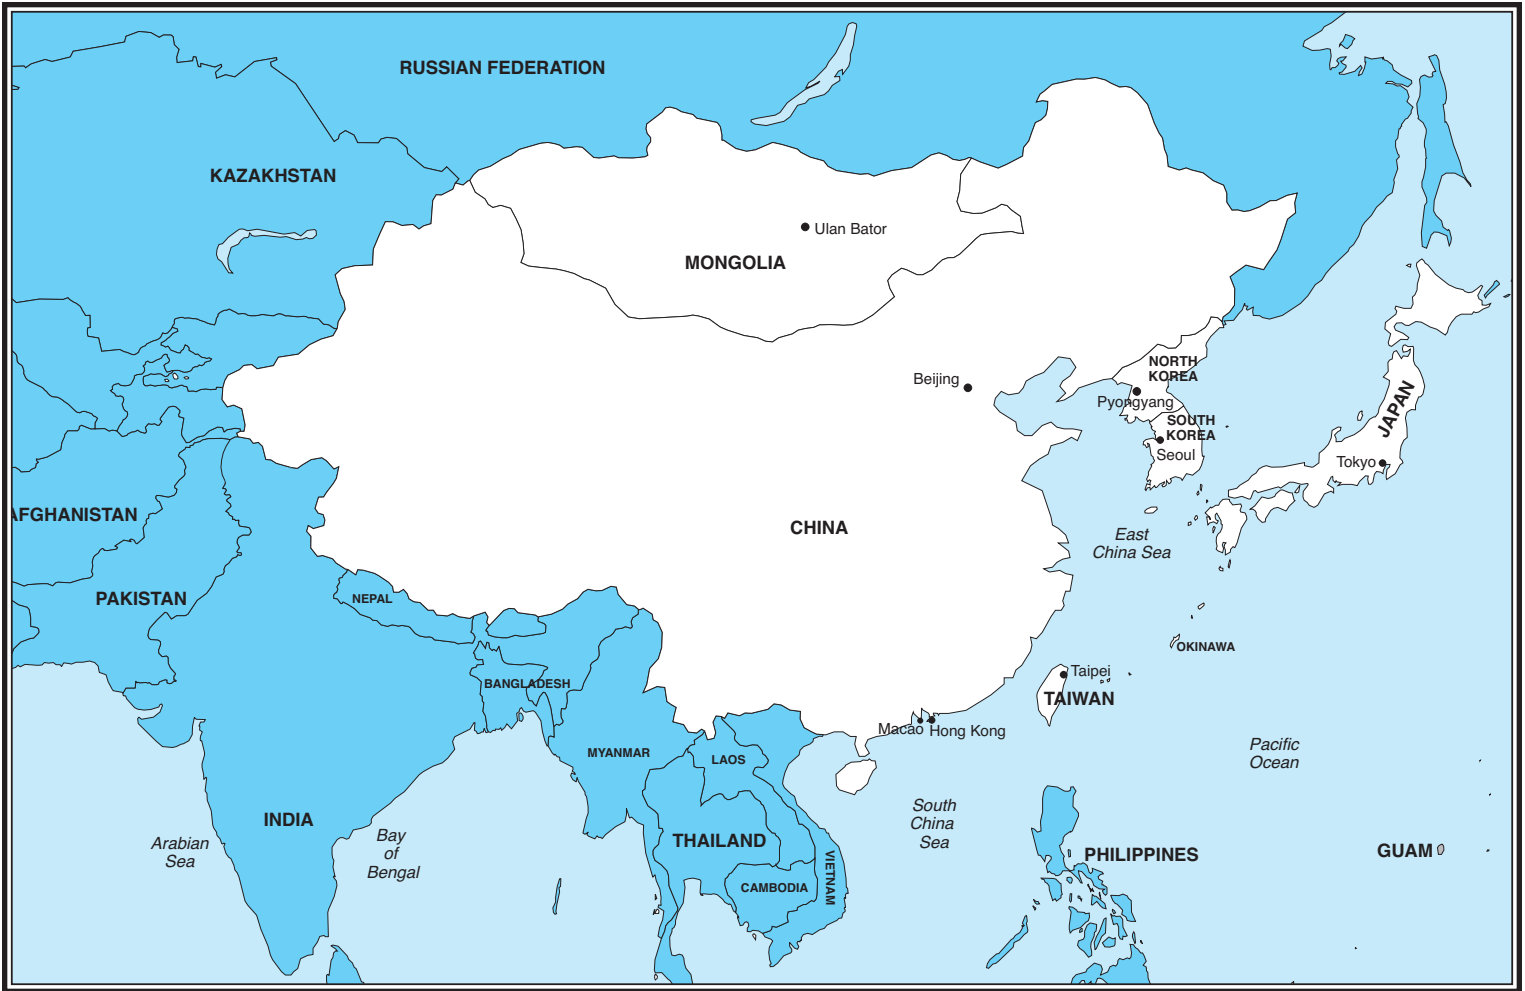 RUSSIAN FEDERATION
KAZAKHSTAN
Ulan Bator
MONGOLIA
NORTH
KOREA
Beijing
Pyongyang
JAPAN
SOUTH
KOREA
Seoul
Tokyo
AFGHANISTAN
CHINA
East
China Sea
PAKISTAN
NEPAL
OKINAWA
Taipei
BANGLADESH
TAIWAN
Macao
Hong Kong
MYANMAR
LAOS
Pacific
Ocean
INDIA
South
China
Sea
Arabian
Sea
Bay
of
Bengal
THAILAND
VIETNAM
PHILIPPINES
GUAM
CAMBODIA